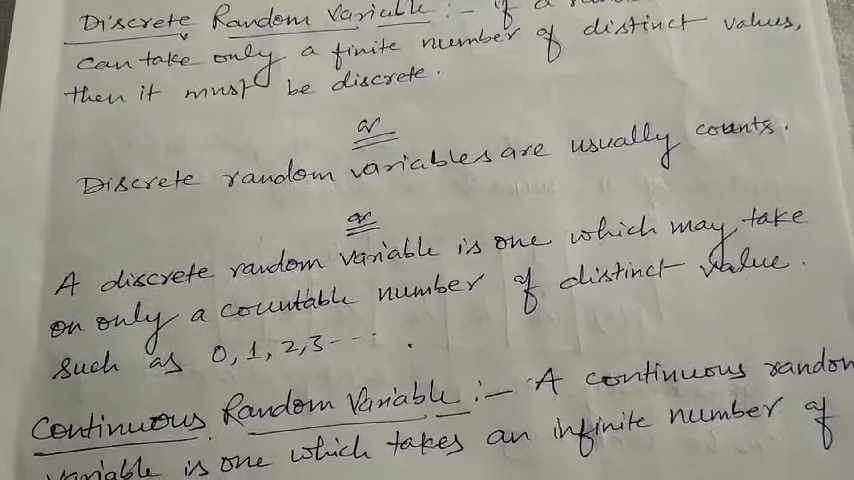 Discrete Random Variable :- if a
can take only a finite number of distinct values,
then it must be discrete.
or
Discrete random variables are usually counts.
or
A discrete random variable is one which may take
on only a countable number of distinct value.
such as 0, 1, 2, 3 - - - .
Continuous Random Variable :- A continuous random
variable is one which takes an infinite number of